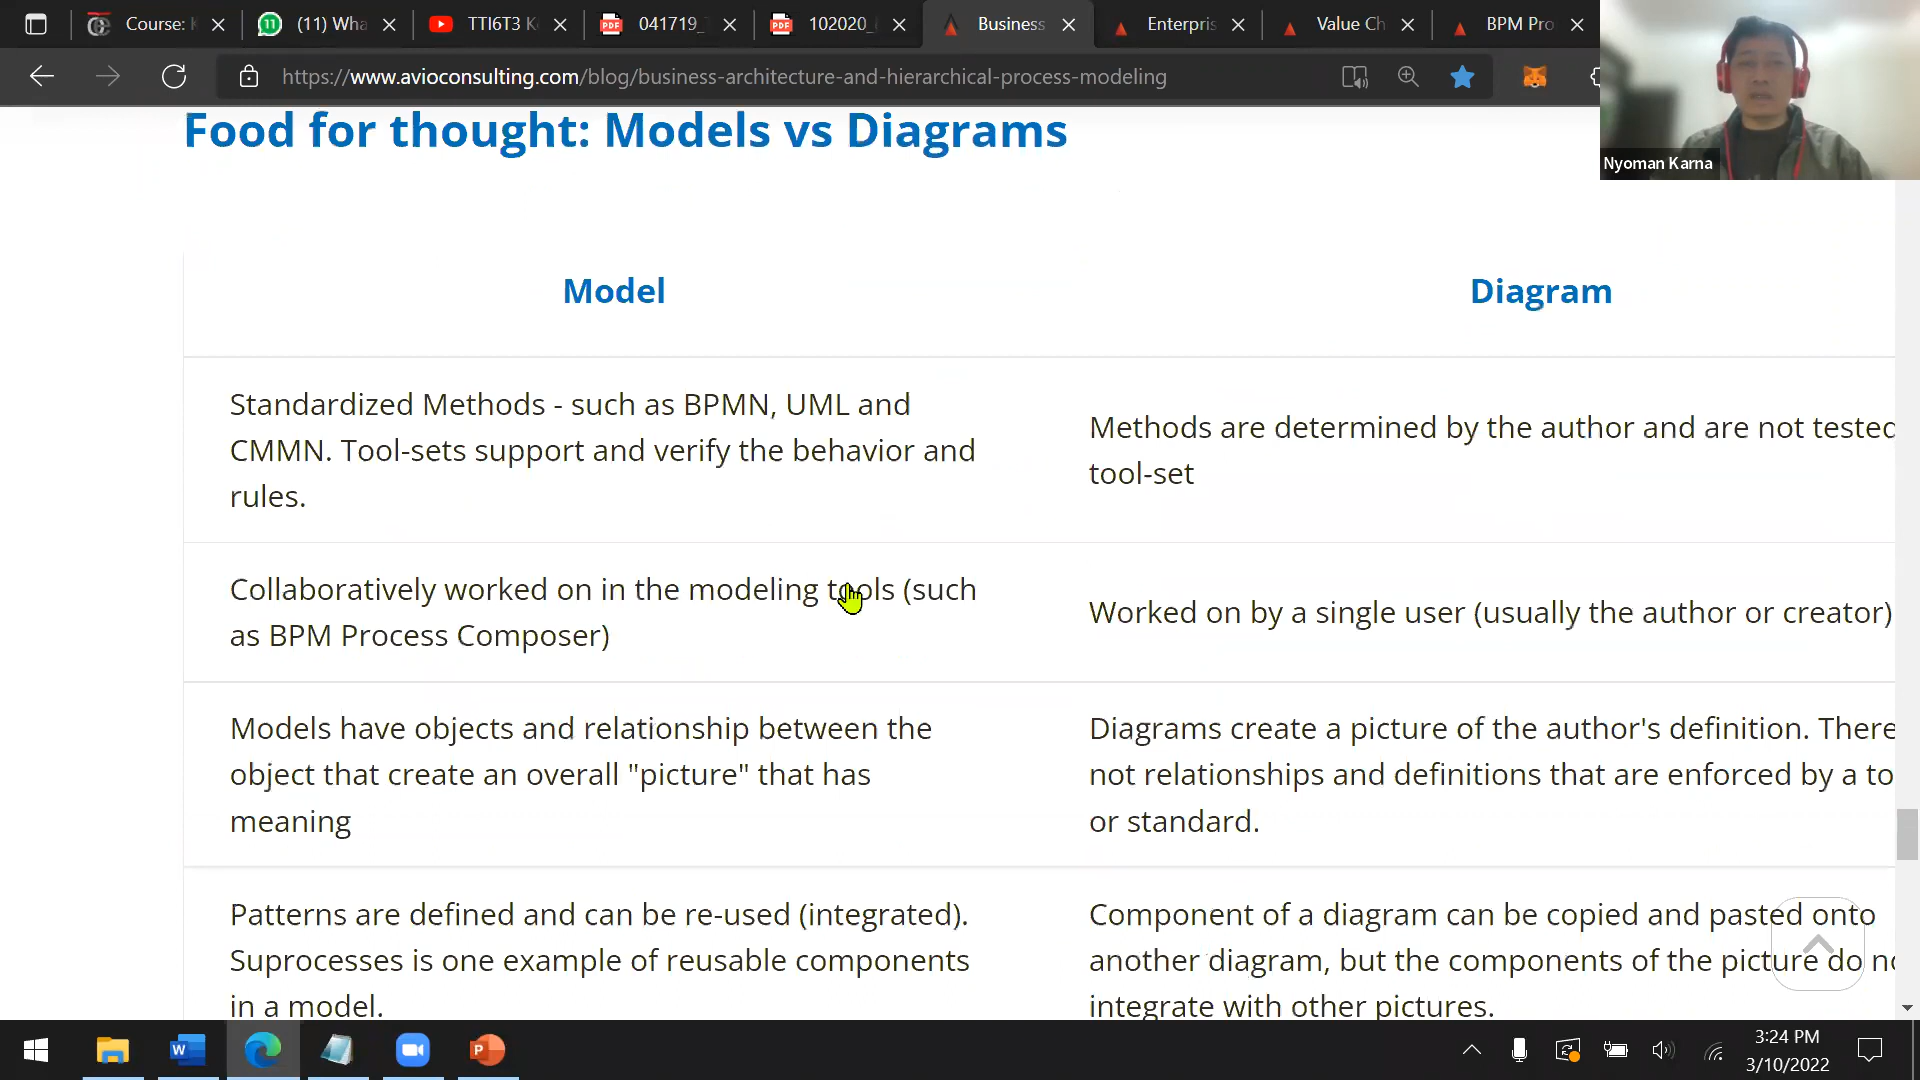 Course: K
(11) Wha
TTI6T3 K
041719_
102020_
Business
Enterpris
Value Ch
BPM Pro
https://www.avioconsulting.com/blog/business-architecture-and-hierarchical-process-modeling
Nyoman Karna
Food for thought: Models vs Diagrams
Model
Diagram
Standardized Methods - such as BPMN, UML and
CMMN. Tool-sets support and verify the behavior and
rules.
Methods are determined by the author and are not tested
tool-set
Collaboratively worked on in the modeling tools (such
as BPM Process Composer)
Worked on by a single user (usually the author or creator)
Models have objects and relationship between the
object that create an overall "picture" that has
meaning
Diagrams create a picture of the author's definition. There
not relationships and definitions that are enforced by a to
or standard.
Patterns are defined and can be re-used (integrated).
Suprocesses is one example of reusable components
in a model.
Component of a diagram can be copied and pasted onto
another diagram, but the components of the picture do no
integrate with other pictures.
3:24 PM
3/10/2022